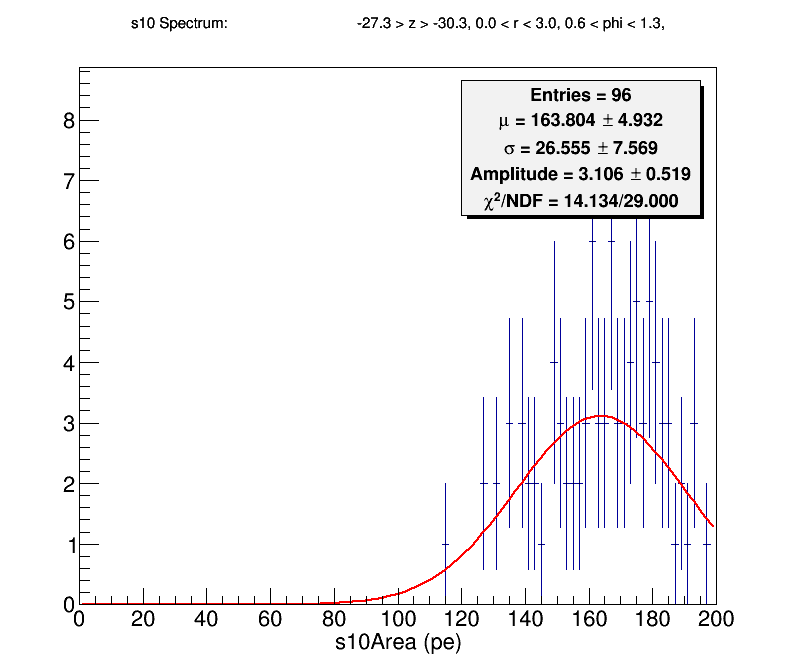 s10 Spectrum: -27.3 > z > -30.3, 0.0 < r < 3.0, 0.6 < phi < 1.3,
Entries = 96
μ = 163.804 ± 4.932
σ = 26.555 ± 7.569
Amplitude = 3.106 ± 0.519
χ²/NDF = 14.134/29.000
8
7
6
5
4
3
2
1
0
0 20 40 60 80 100 120 140 160 180 200
s10Area (pe)